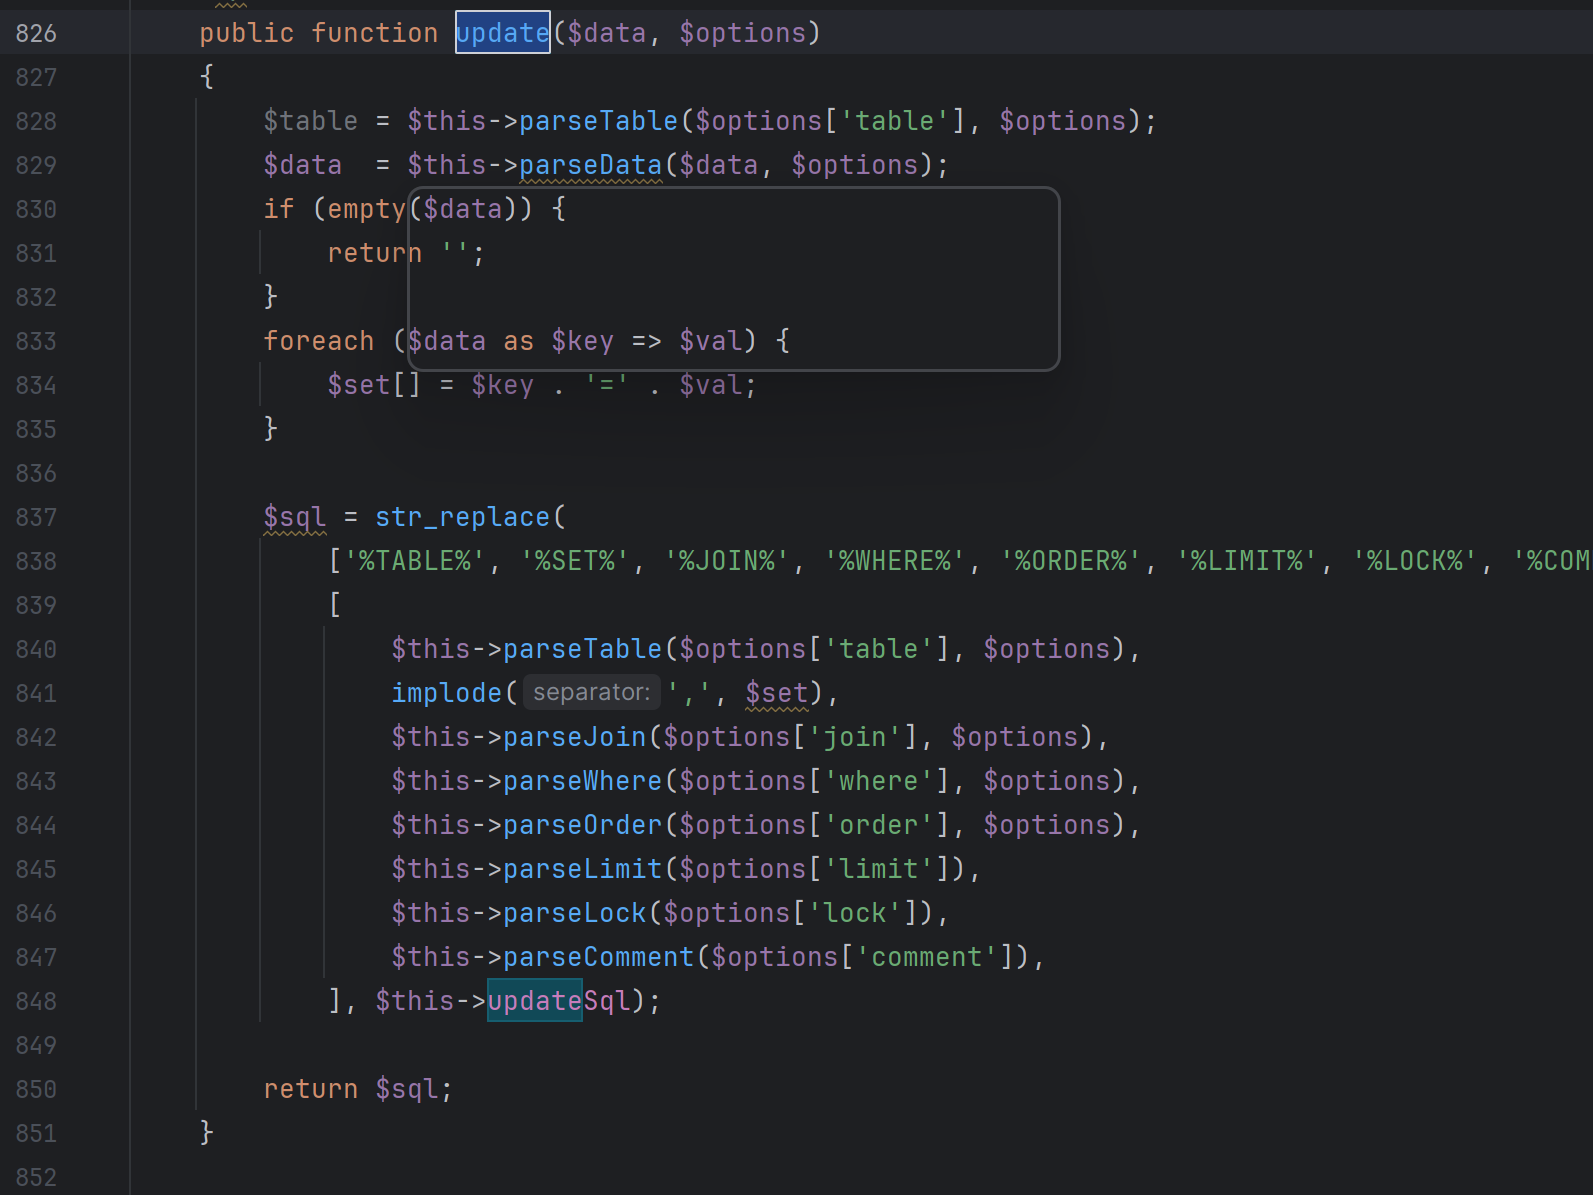 826 public function update($data, $options)
827 {
828 $table = $this->parseTable($options['table'], $options);
829 $data  = $this->parseData($data, $options);
830 if (empty($data)) {
831 return '';
832 }
833 foreach ($data as $key => $val) {
834 $set[] = $key . '=' . $val;
835 }
836
837 $sql = str_replace(
838 ['%TABLE%', '%SET%', '%JOIN%', '%WHERE%', '%ORDER%', '%LIMIT%', '%LOCK%', '%COM
839 [
840 $this->parseTable($options['table'], $options),
841 implode( separator: ',', $set),
842 $this->parseJoin($options['join'], $options),
843 $this->parseWhere($options['where'], $options),
844 $this->parseOrder($options['order'], $options),
845 $this->parseLimit($options['limit']),
846 $this->parseLock($options['lock']),
847 $this->parseComment($options['comment']),
848 ], $this->updateSql);
849
850 return $sql;
851 }
852